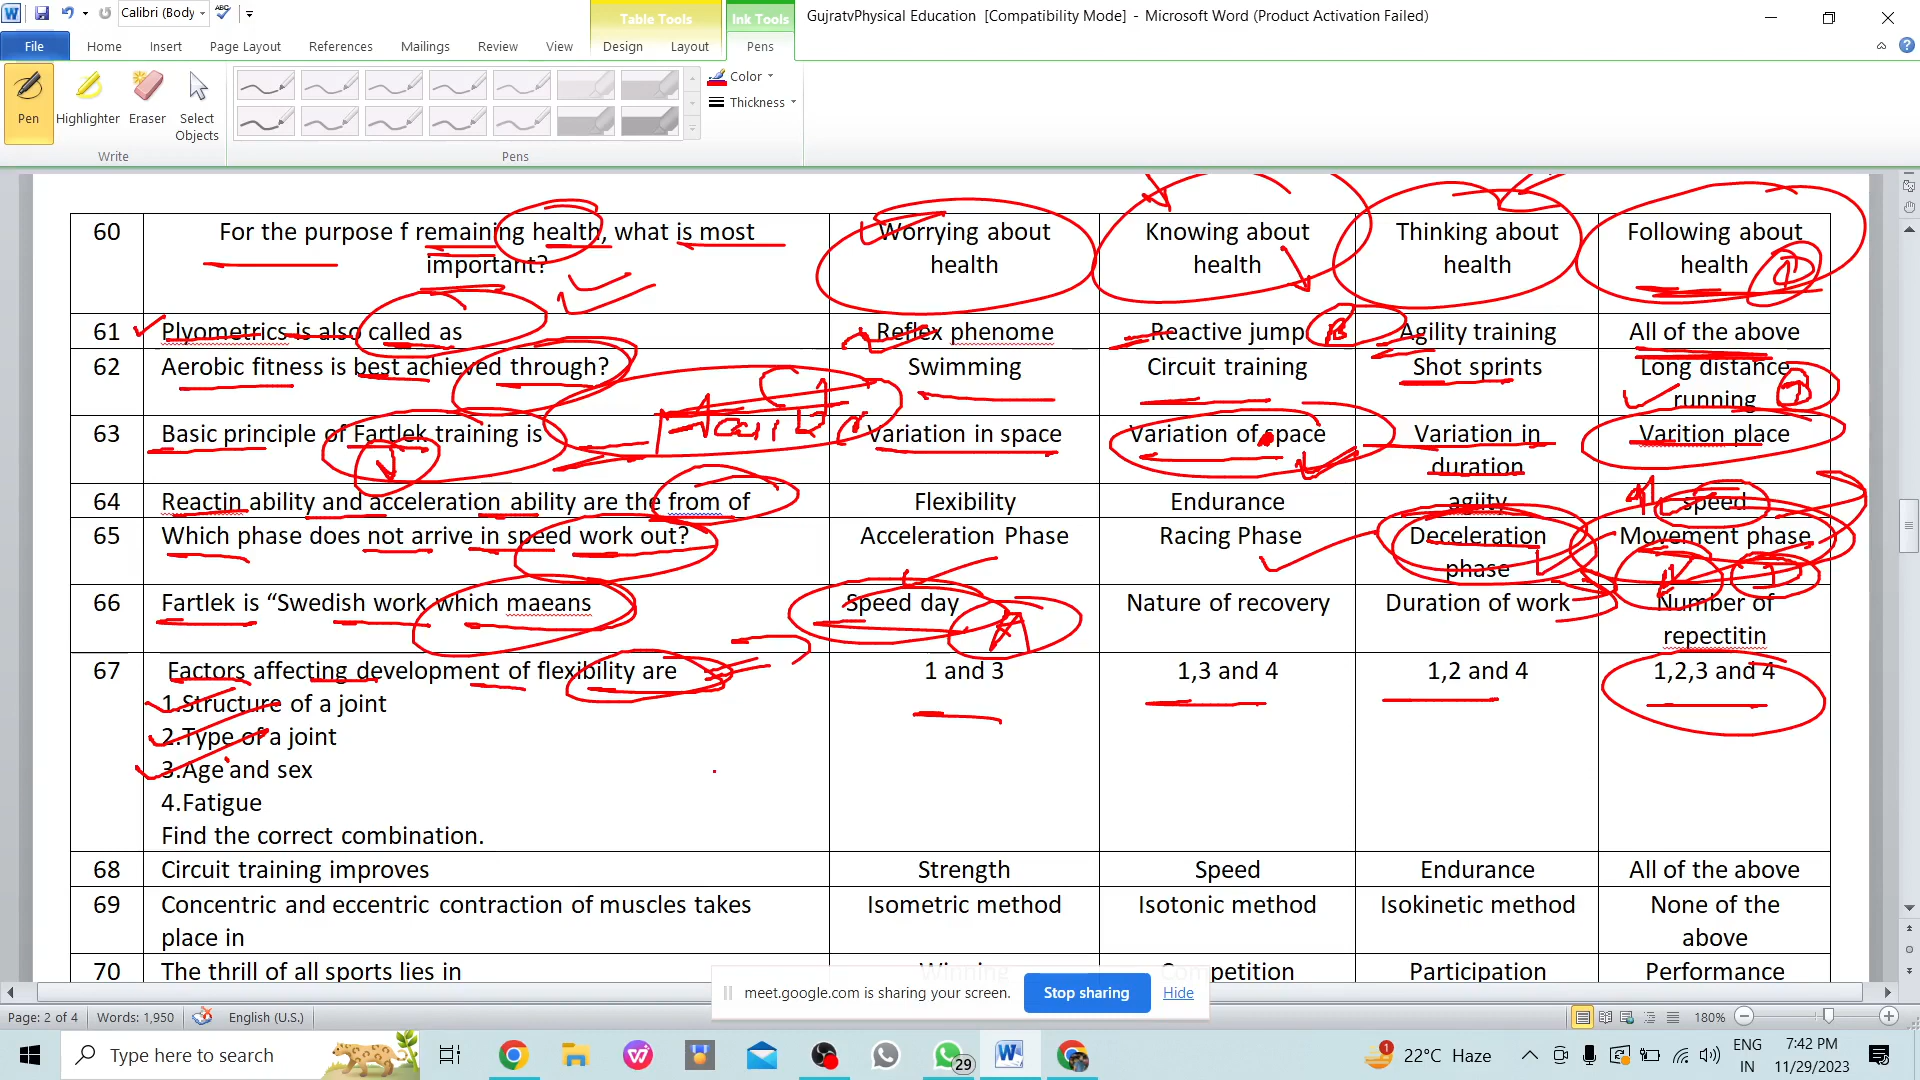 Calibri (Body
GujratvPhysical Education [Compatibility Mode] - Microsoft Word (Product Activation Failed)
Table Tools
Ink Tools
File
Home
Insert
Page Layout
References
Mailings
Review
View
Design
Layout
Pens
Pen
Highlighter
Eraser
Select
Objects
Color
Thickness
Write
Pens
60 For the purpose f remaining health, what is most important? Worrying about health Knowing about health Thinking about health Following about health
61 Plyometrics is also called as Reflex phenome Reactive jump Agility training All of the above
62 Aerobic fitness is best achieved through? Swimming Circuit training Shot sprints Long distance running
63 Basic principle of Fartlek training is Variation in space Variation of space Variation in duration Varition place
64 Reactin ability and acceleration ability are the from of Flexibility Endurance agiity speed
65 Which phase does not arrive in speed work out? Acceleration Phase Racing Phase Deceleration phase Movement phase
66 Fartlek is “Swedish work which maeans Speed day Nature of recovery Duration of work Number of repectitin
67 Factors affecting development of flexibility are 1 and 3 1,3 and 4 1,2 and 4 1,2,3 and 4
1.Structure of a joint
2.Type of a joint
3.Age and sex
4.Fatigue
Find the correct combination.
68 Circuit training improves Strength Speed Endurance All of the above
69 Concentric and eccentric contraction of muscles takes place in Isometric method Isotonic method Isokinetic method None of the above
70 The thrill of all sports lies in Winning Competition Participation Performance
meet.google.com is sharing your screen. Stop sharing Hide
Page: 2 of 4 Words: 1,950 English (U.S.) 180%
Type here to search
29
1
22°C Haze
ENG
IN
7:42 PM
11/29/2023